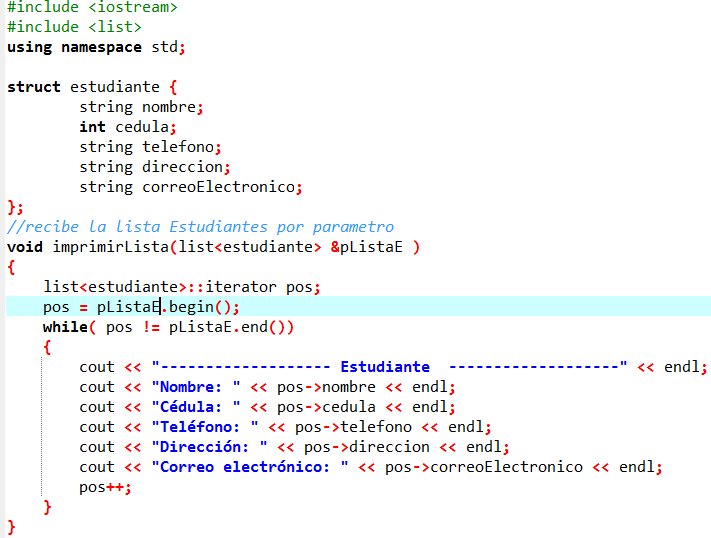 #include <iostream>
#include <list>
using namespace std;

struct estudiante {
        string nombre;
        int cedula;
        string telefono;
        string direccion;
        string correoElectronico;
};
//recibe la lista Estudiantes por parametro
void imprimirLista(list<estudiante> &pListaE )
{
    list<estudiante>::iterator pos;
    pos = pListaE.begin();
    while( pos != pListaE.end())
    {
        cout << "------------------- Estudiante  -------------------" << endl;
        cout << "Nombre: " << pos->nombre << endl;
        cout << "Cédula: " << pos->cedula << endl;
        cout << "Teléfono: " << pos->telefono << endl;
        cout << "Dirección: " << pos->direccion << endl;
        cout << "Correo electrónico: " << pos->correoElectronico << endl;
        pos++;
    }
}